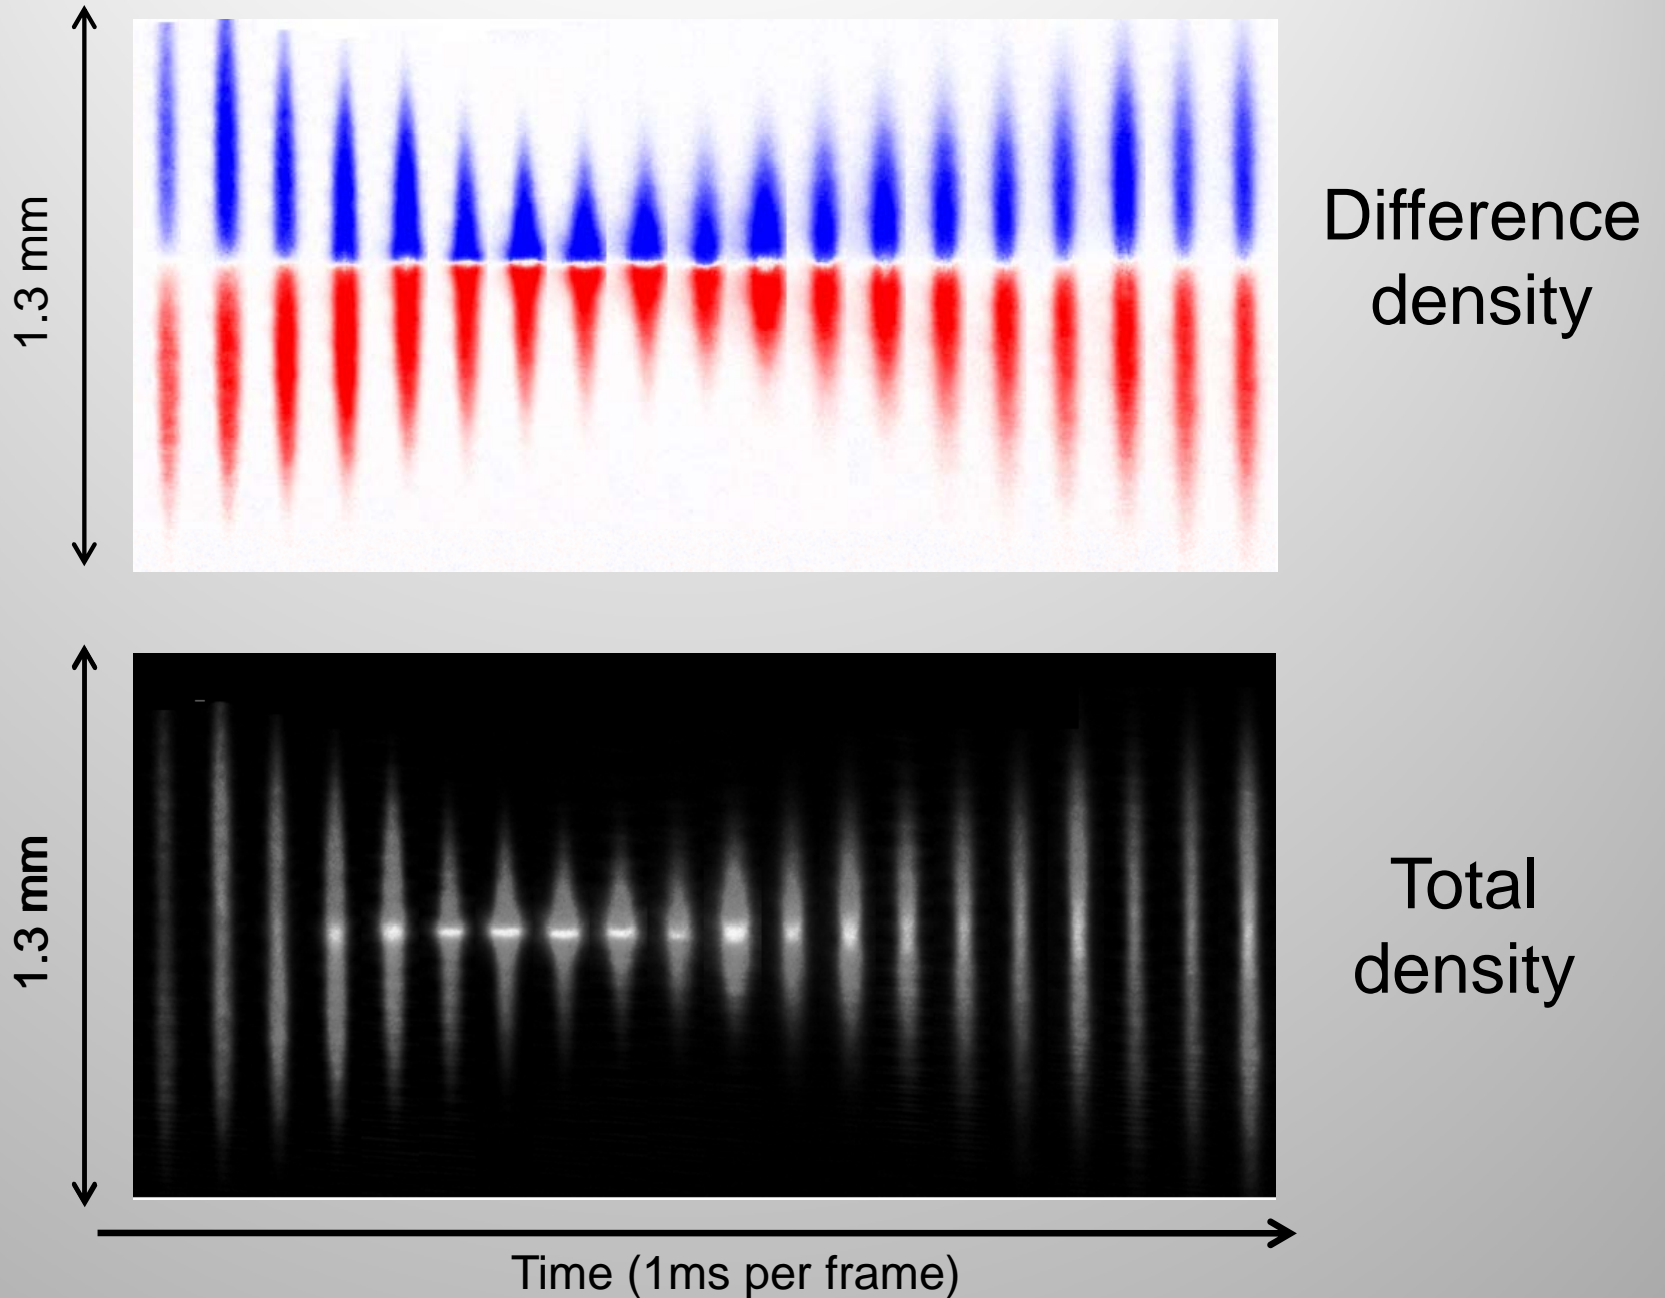 1.3 mm
Difference
density
1.3 mm
Total
density
Time (1ms per frame)